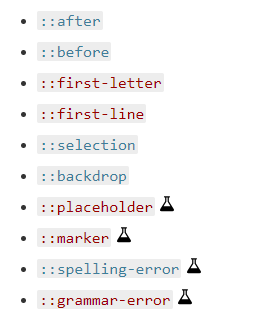 ::after
::before
::first-letter
::first-line
::selection
::backdrop
::placeholder
::marker
::spelling-error
::grammar-error